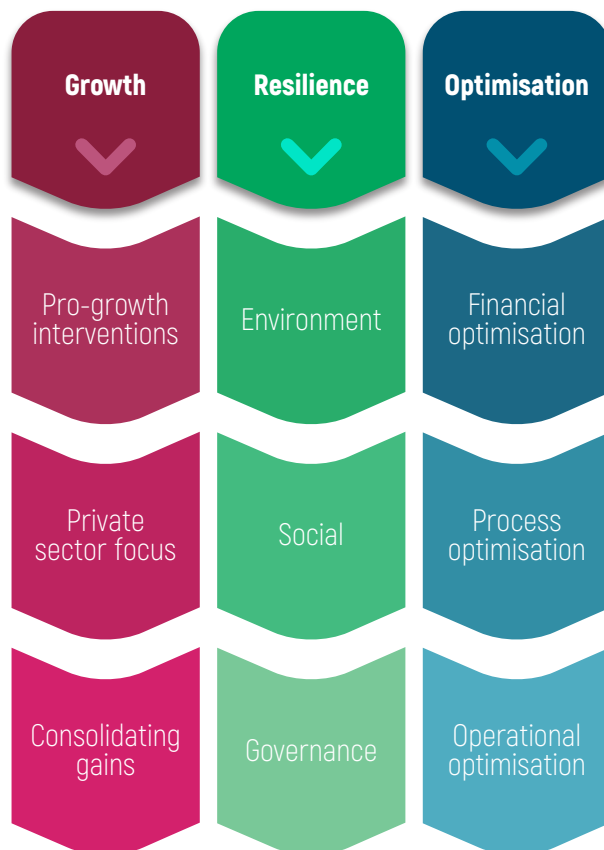 Growth
Resilience
Optimisation
Pro-growth
interventions
Environment
Financial
optimisation
Private
sector focus
Social
Process
optimisation
Consolidating
gains
Governance
Operational
optimisation